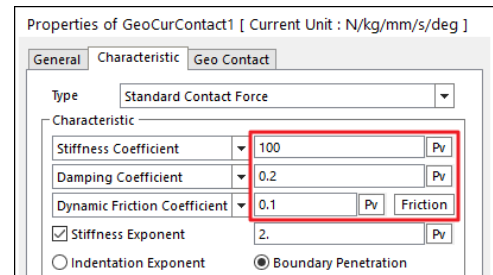 Properties of GeoCurContact1 [ Current Unit : N/kg/mm/s/deg ]
General Characteristic Geo Contact
Type Standard Contact Force
Characteristic
Stiffness Coefficient 100 Pv
Damping Coefficient 0.2 Pv
Dynamic Friction Coefficient 0.1 Pv Friction
Stiffness Exponent 2. Pv
Indentation Exponent Boundary Penetration